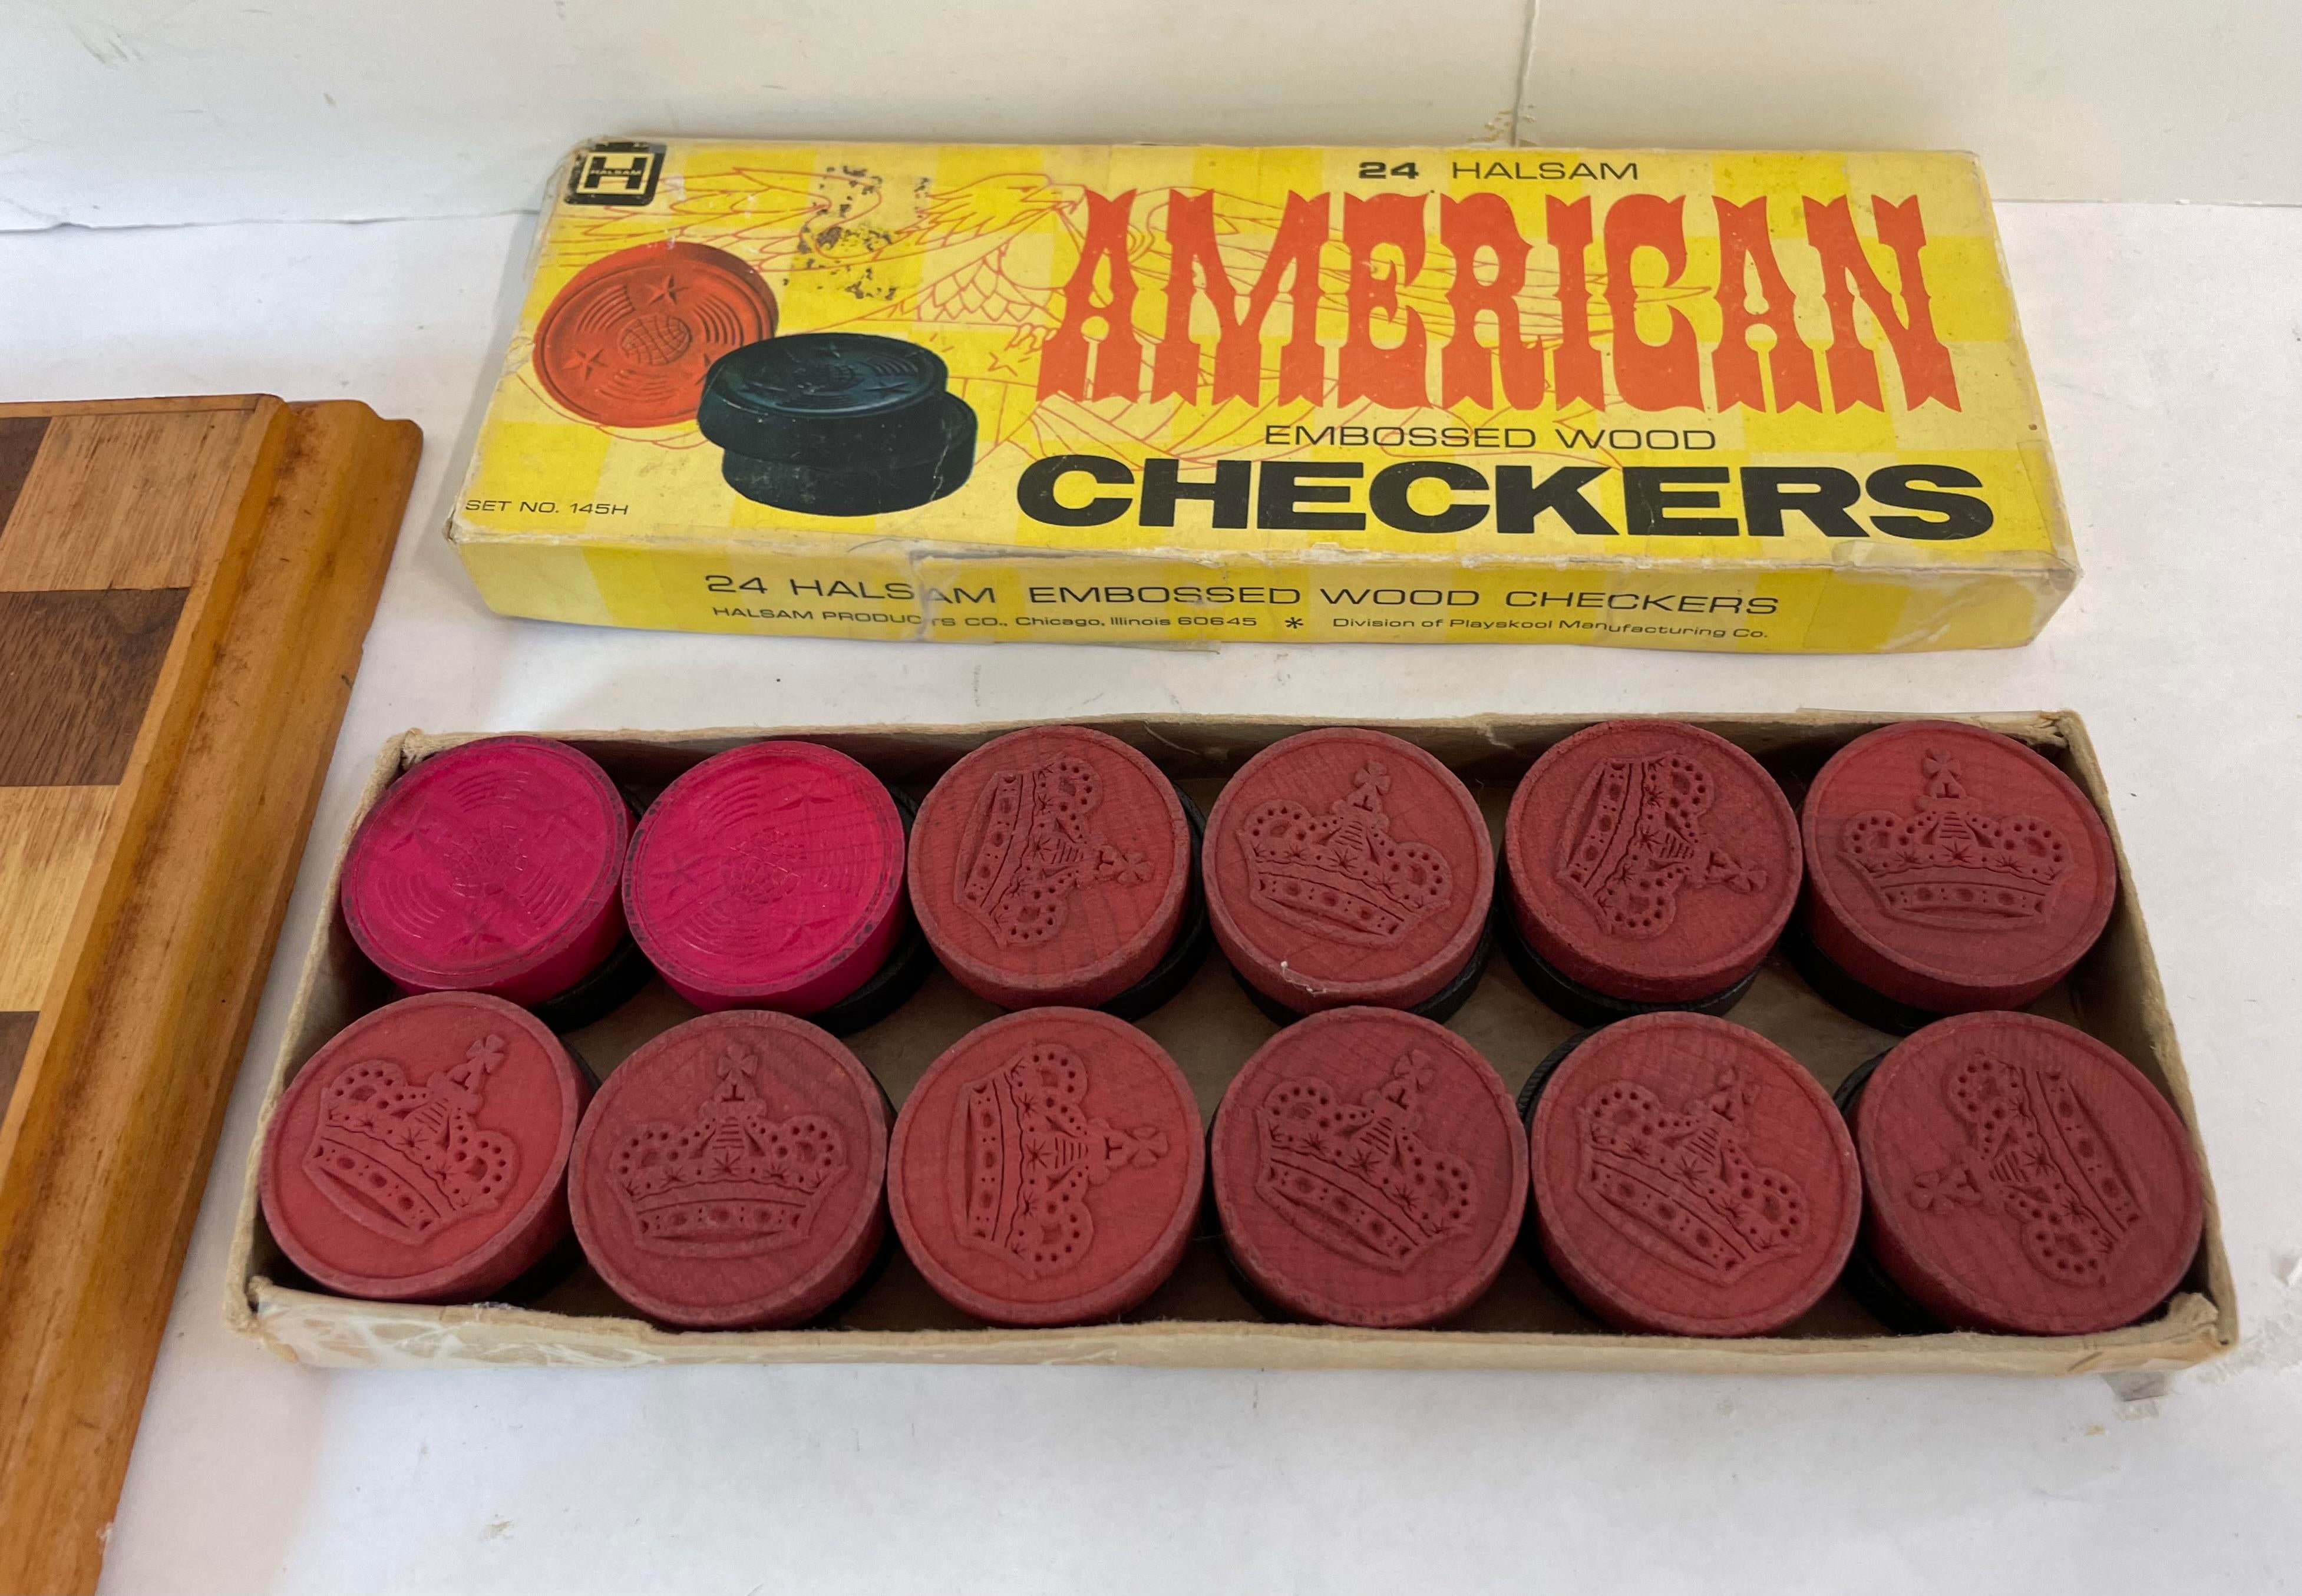 HALSAM
24 HALSAM
AMERICAN
EMBOSSED WOOD
CHECKERS
SET NO. 145H
24 HALSAM EMBOSSED WOOD CHECKERS
HALSAM PRODUCTS CO., Chicago, Illinois 60645 * Division of Playskool Manufacturing Co.